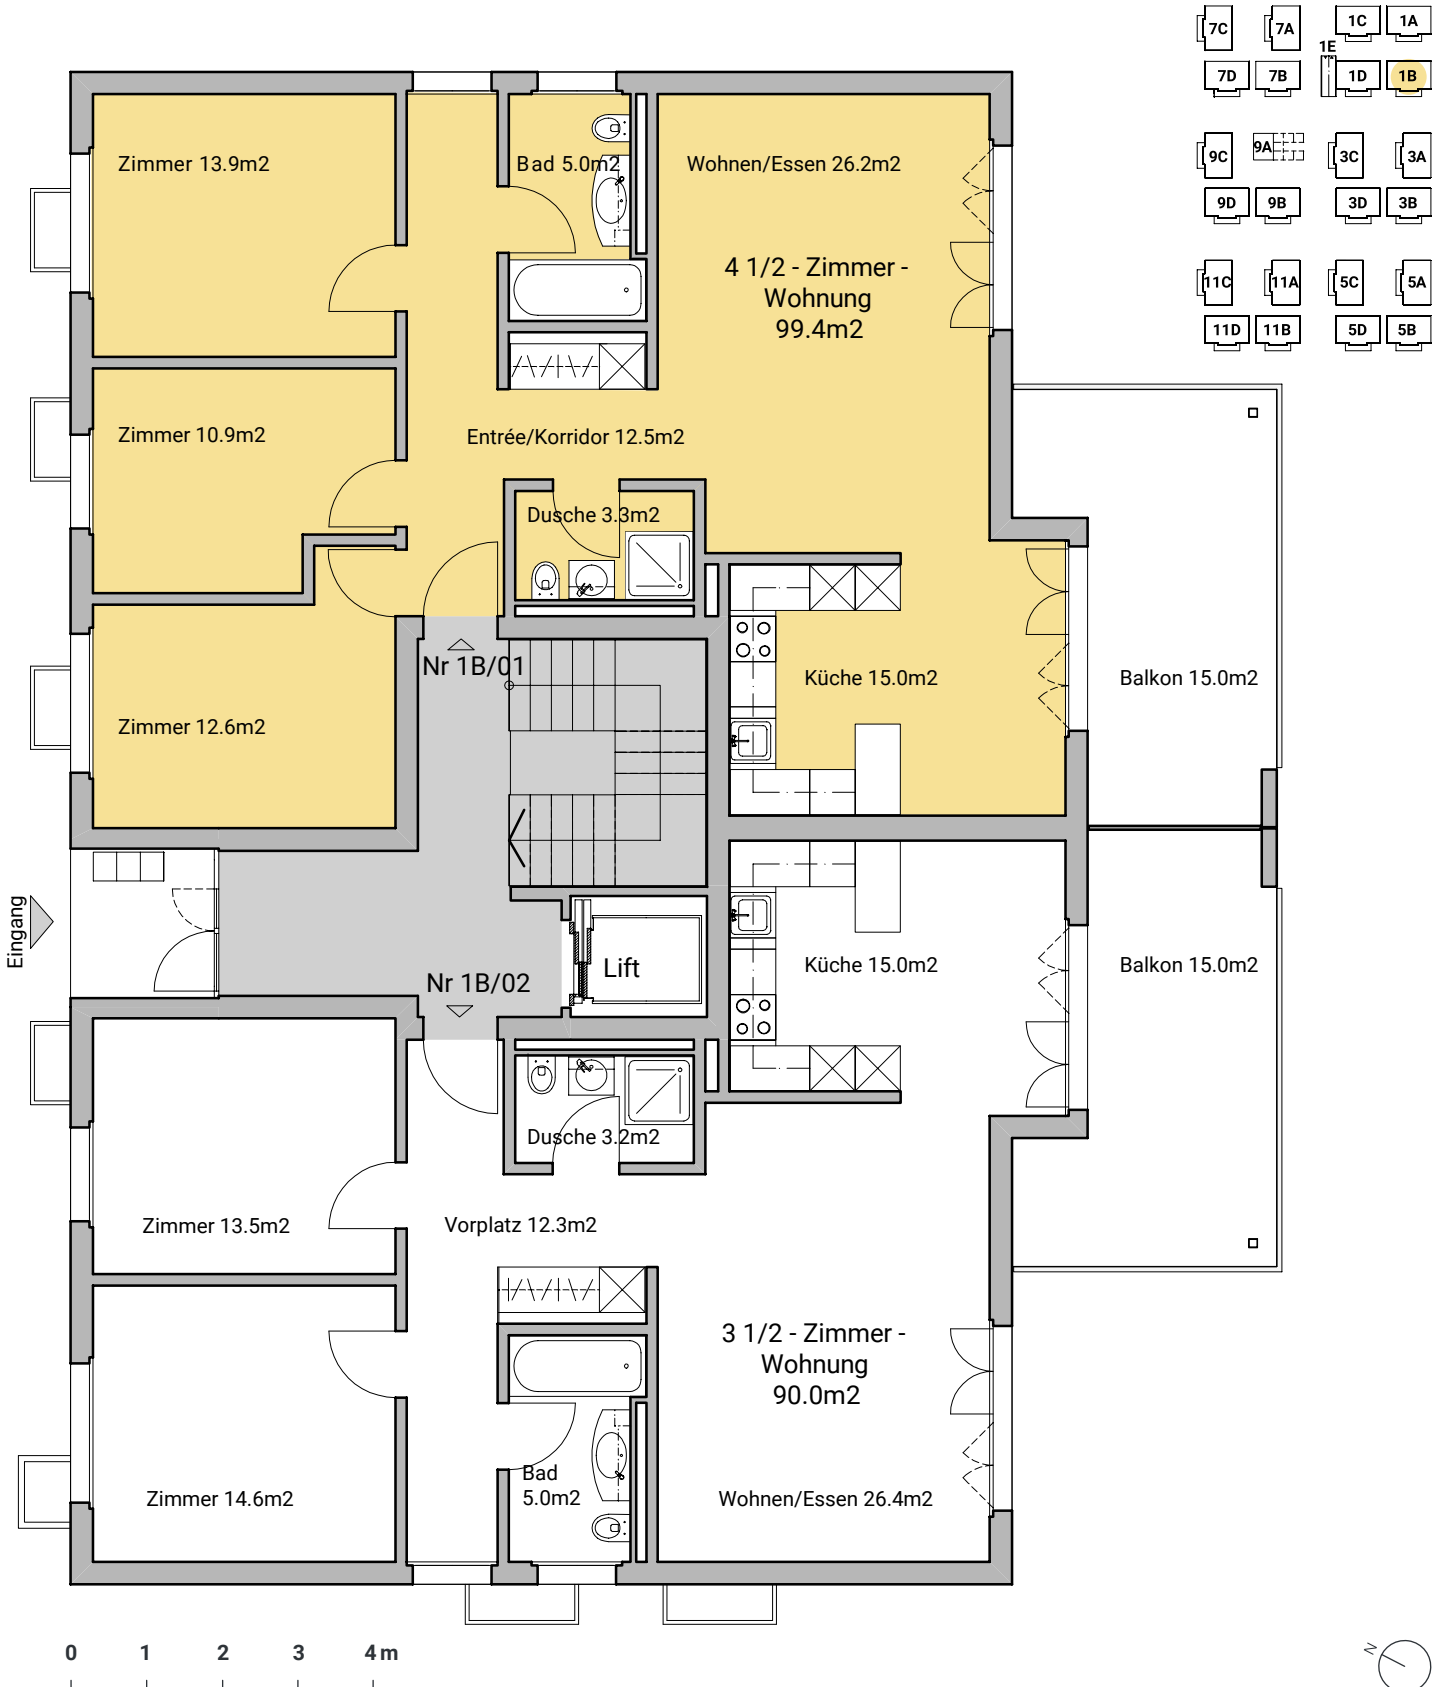 7C 7A 1C 1A
1E
7D 7B 1D 1B
9C 9A 3C 3A
9D 9B 3D 3B
11C 11A 5C 5A
11D 11B 5D 5B
Zimmer 13.9m2
Bad 5.0m2
Wohnen/Essen 26.2m2
4 1/2 - Zimmer -
Wohnung
99.4m2
Zimmer 10.9m2
Entrée/Korridor 12.5m2
Dusche 3.3m2
Nr 1B/01
Küche 15.0m2
Balkon 15.0m2
Zimmer 12.6m2
Eingang
Lift
Nr 1B/02
Küche 15.0m2
Balkon 15.0m2
Dusche 3.2m2
Zimmer 13.5m2
Vorplatz 12.3m2
3 1/2 - Zimmer -
Wohnung
90.0m2
Bad
5.0m2
Zimmer 14.6m2
Wohnen/Essen 26.4m2
0 1 2 3 4 m
N